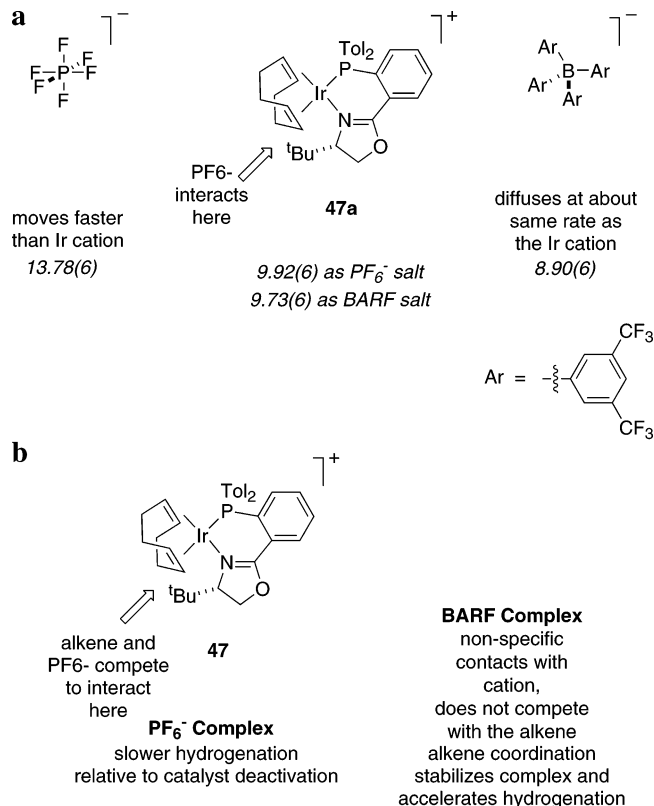 a
F
F
F
P
F
F
F
−
+
Tol2
P
Ir
N
O
tBu
47a
PF6-
interacts
here
−
Ar
Ar
B
Ar
Ar
moves faster
than Ir cation
13.78(6)
9.92(6) as PF6- salt
9.73(6) as BARF salt
diffuses at about
same rate as
the Ir cation
8.90(6)
Ar =
CF3
CF3
b
+
Tol2
P
Ir
N
O
tBu
47
alkene and
PF6- compete
to interact
here
PF6- Complex
slower hydrogenation
relative to catalyst deactivation
BARF Complex
non-specific
contacts with
cation,
does not compete
with the alkene
alkene coordination
stabilizes complex and
accelerates hydrogenation